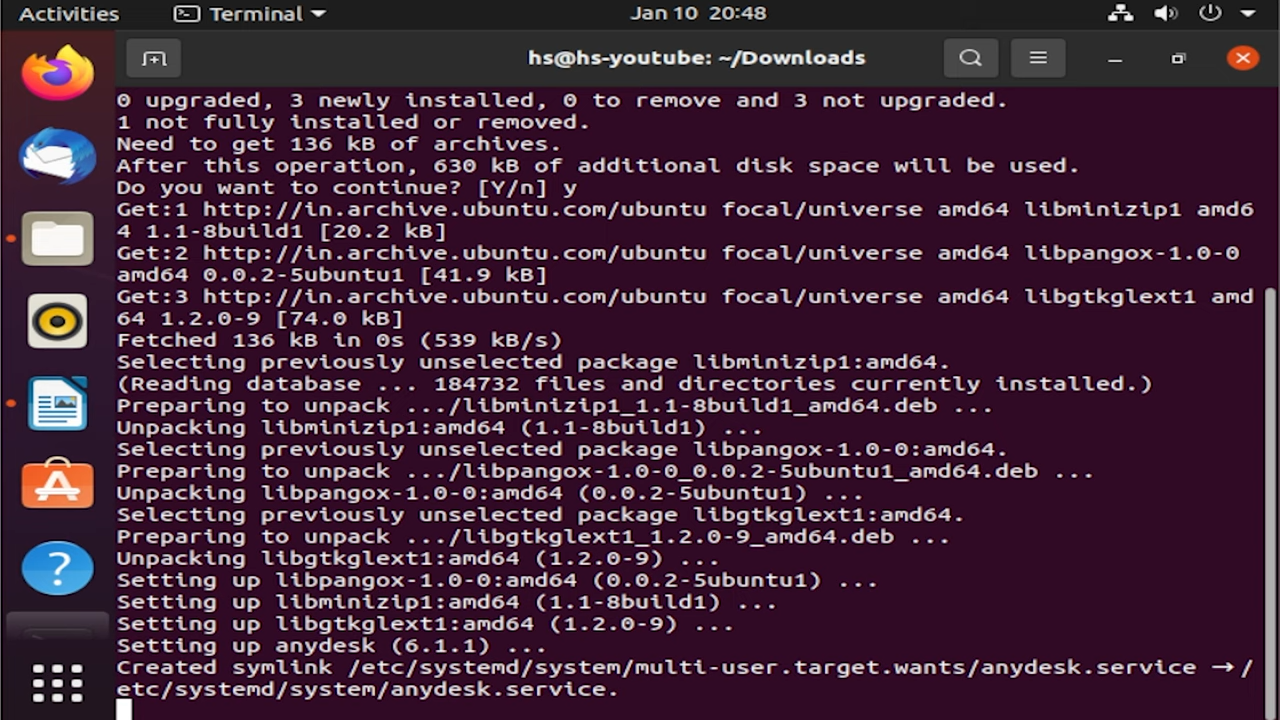 Activities
Terminal
Jan 10 20:48
hs@hs-youtube: ~/Downloads
0 upgraded, 3 newly installed, 0 to remove and 3 not upgraded.
1 not fully installed or removed.
Need to get 136 kB of archives.
After this operation, 630 kB of additional disk space will be used.
Do you want to continue? [Y/n] y
Get:1 http://in.archive.ubuntu.com/ubuntu focal/universe amd64 libminizip1 amd6
4 1.1-8build1 [20.2 kB]
Get:2 http://in.archive.ubuntu.com/ubuntu focal/universe amd64 libpangox-1.0-0
amd64 0.0.2-5ubuntu1 [41.9 kB]
Get:3 http://in.archive.ubuntu.com/ubuntu focal/universe amd64 libgtkglext1 amd
64 1.2.0-9 [74.0 kB]
Fetched 136 kB in 0s (539 kB/s)
Selecting previously unselected package libminizip1:amd64.
(Reading database ... 184732 files and directories currently installed.)
Preparing to unpack .../libminizip1_1.1-8build1_amd64.deb ...
Unpacking libminizip1:amd64 (1.1-8build1) ...
Selecting previously unselected package libpangox-1.0-0:amd64.
Preparing to unpack .../libpangox-1.0-0_0.0.2-5ubuntu1_amd64.deb ...
Unpacking libpangox-1.0-0:amd64 (0.0.2-5ubuntu1) ...
Selecting previously unselected package libgtkglext1:amd64.
Preparing to unpack .../libgtkglext1_1.2.0-9_amd64.deb ...
Unpacking libgtkglext1:amd64 (1.2.0-9) ...
Setting up libpangox-1.0-0:amd64 (0.0.2-5ubuntu1) ...
Setting up libminizip1:amd64 (1.1-8build1) ...
Setting up libgtkglext1:amd64 (1.2.0-9) ...
Setting up anydesk (6.1.1) ...
Created symlink /etc/systemd/system/multi-user.target.wants/anydesk.service → /
etc/systemd/system/anydesk.service.